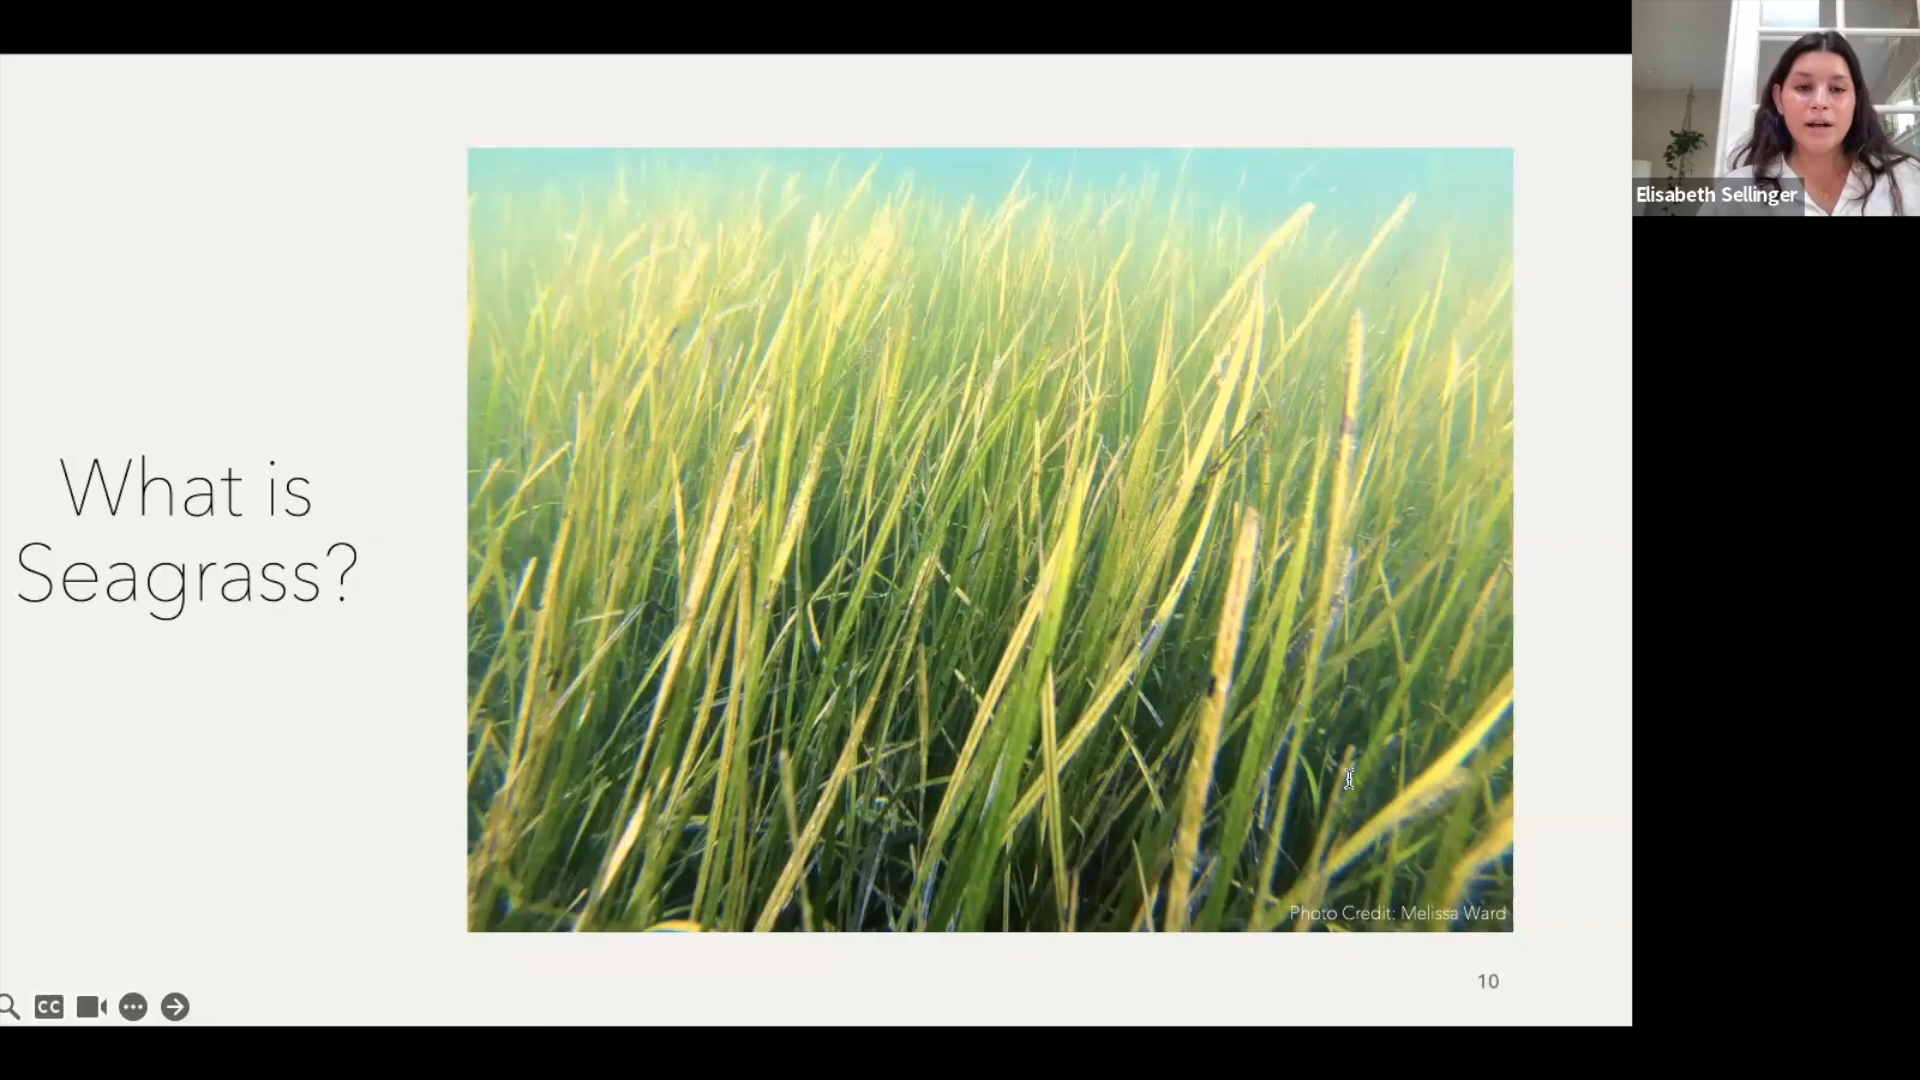 What is
Seagrass?
Photo Credit: Melissa Ward
10
CC
Elisabeth Sellinger